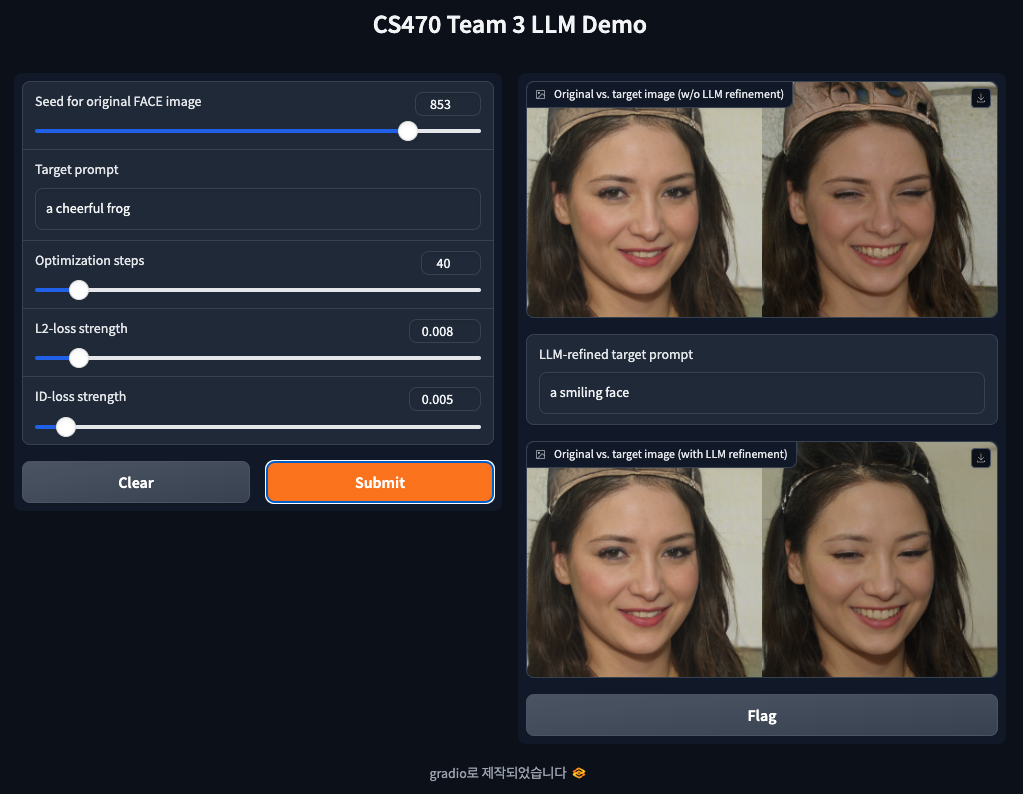 CS470 Team 3 LLM Demo
Seed for original FACE image
853
Target prompt
a cheerful frog
Optimization steps
40
L2-loss strength
0.008
ID-loss strength
0.005
Clear
Submit
Original vs. target image (w/o LLM refinement)
LLM-refined target prompt
a smiling face
Original vs. target image (with LLM refinement)
Flag
gradio로 제작되었습니다